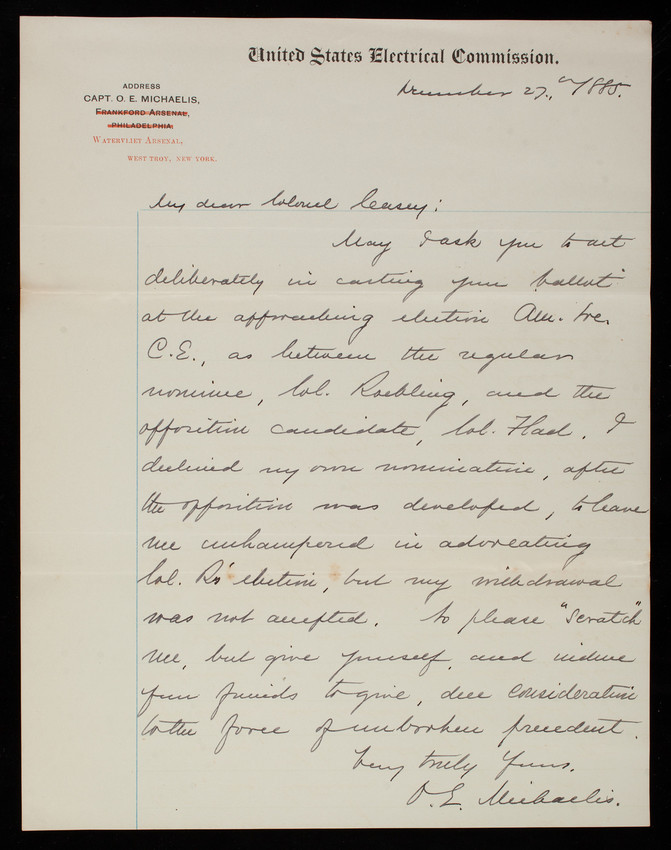 United States Electrical Commission.
December 27, 1885.
ADDRESS
CAPT. O. E. MICHAELIS,
FRANKFORD ARSENAL,
PHILADELPHIA.
WATERVLIET ARSENAL,
WEST TROY, NEW YORK.
My dear Colonel Casey:
May I ask you to act
deliberately in casting your ballot
at the approaching election Am. Soc.
C.E., as between the regular
nominee, Col. Roebling, and the
opposition candidate, Col. Flad. I
declined my own nomination, after
the opposition was developed, to leave
me unhampered in advocating
Col. R's election, but my withdrawal
was not accepted. So please "scratch"
me, but give yourself, and induce
your friends to give, due consideration
to the force of unbroken precedent.
Very truly yours,
O. E. Michaelis.